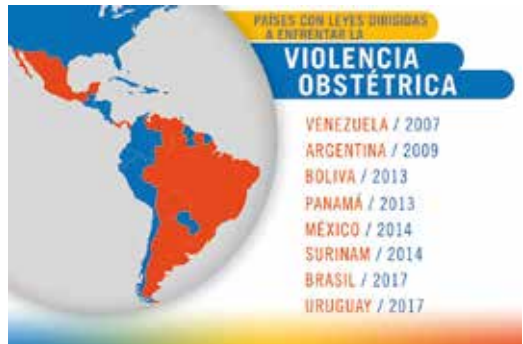 PAÍSES CON LEYES DIRIGIDAS
A ENFRENTAR LA
VIOLENCIA
OBSTÉTRICA
VENEZUELA / 2007
ARGENTINA / 2009
BOLIVA / 2013
PANAMÁ / 2013
MÉXICO / 2014
SURINAM / 2014
BRASIL / 2017
URUGUAY / 2017